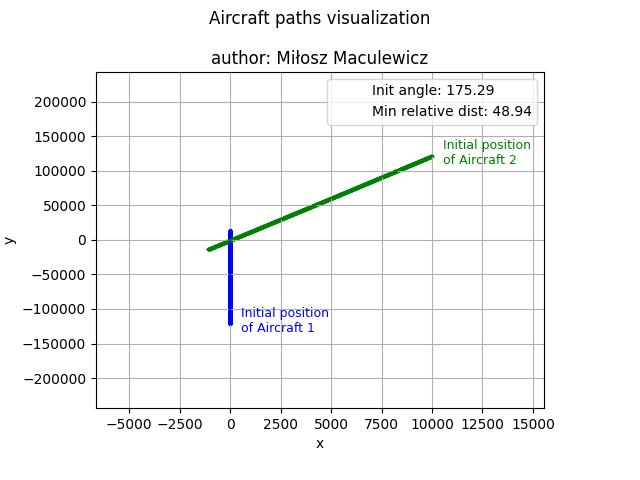 Aircraft paths visualization
author: Miłosz Maculewicz
Init angle: 175.29
Min relative dist: 48.94
200000
150000
100000
50000
0
−50000
−100000
−150000
−200000
y
Initial position
of Aircraft 2
Initial position
of Aircraft 1
−5000 −2500 0 2500 5000 7500 10000 12500 15000
x